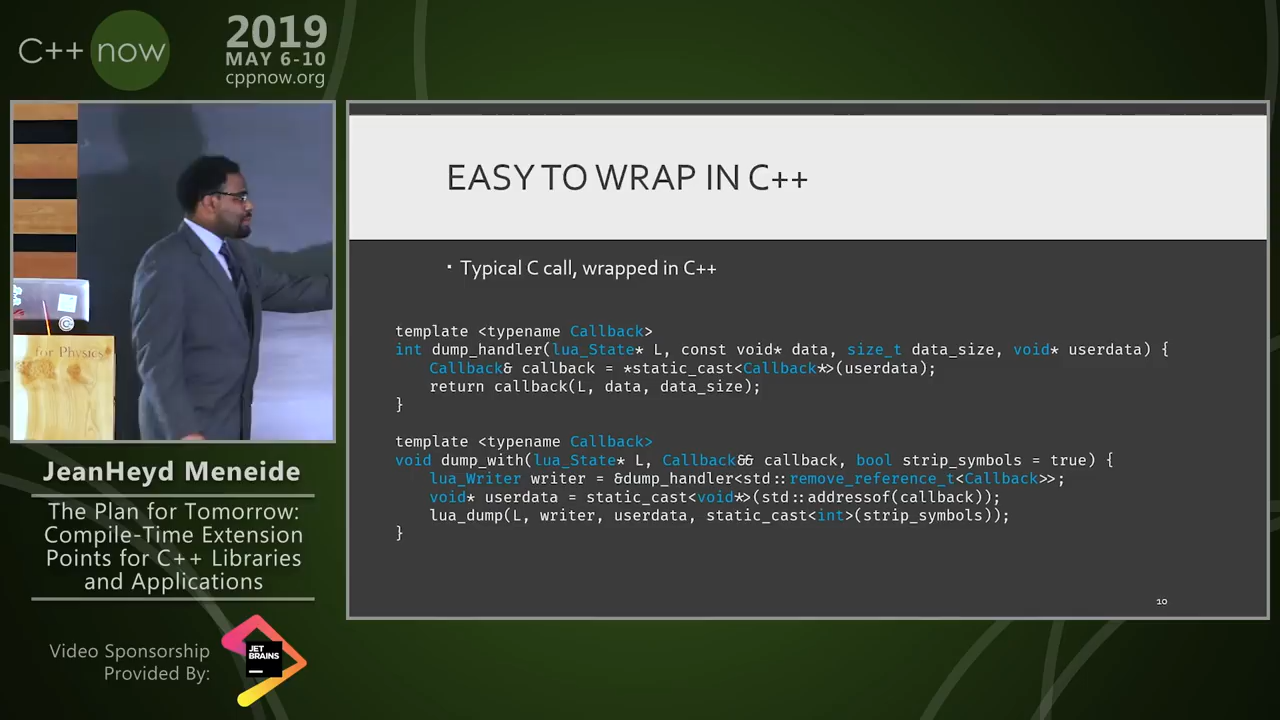 C++ now
2019
MAY 6-10
cppnow.org
for Physics
EASY TO WRAP IN C++
▪ Typical C call, wrapped in C++
template <typename Callback>
int dump_handler(lua_State* L, const void* data, size_t data_size, void* userdata) {
Callback& callback = *static_cast<Callback*>(userdata);
return callback(L, data, data_size);
}
template <typename Callback>
void dump_with(lua_State* L, Callback&& callback, bool strip_symbols = true) {
lua_Writer writer = &dump_handler<std::remove_reference_t<Callback>>;
void* userdata = static_cast<void*>(std::addressof(callback));
lua_dump(L, writer, userdata, static_cast<int>(strip_symbols));
}
10
JeanHeyd Meneide
The Plan for Tomorrow:
Compile-Time Extension
Points for C++ Libraries
and Applications
Video Sponsorship
Provided By:
JET
BRAINS